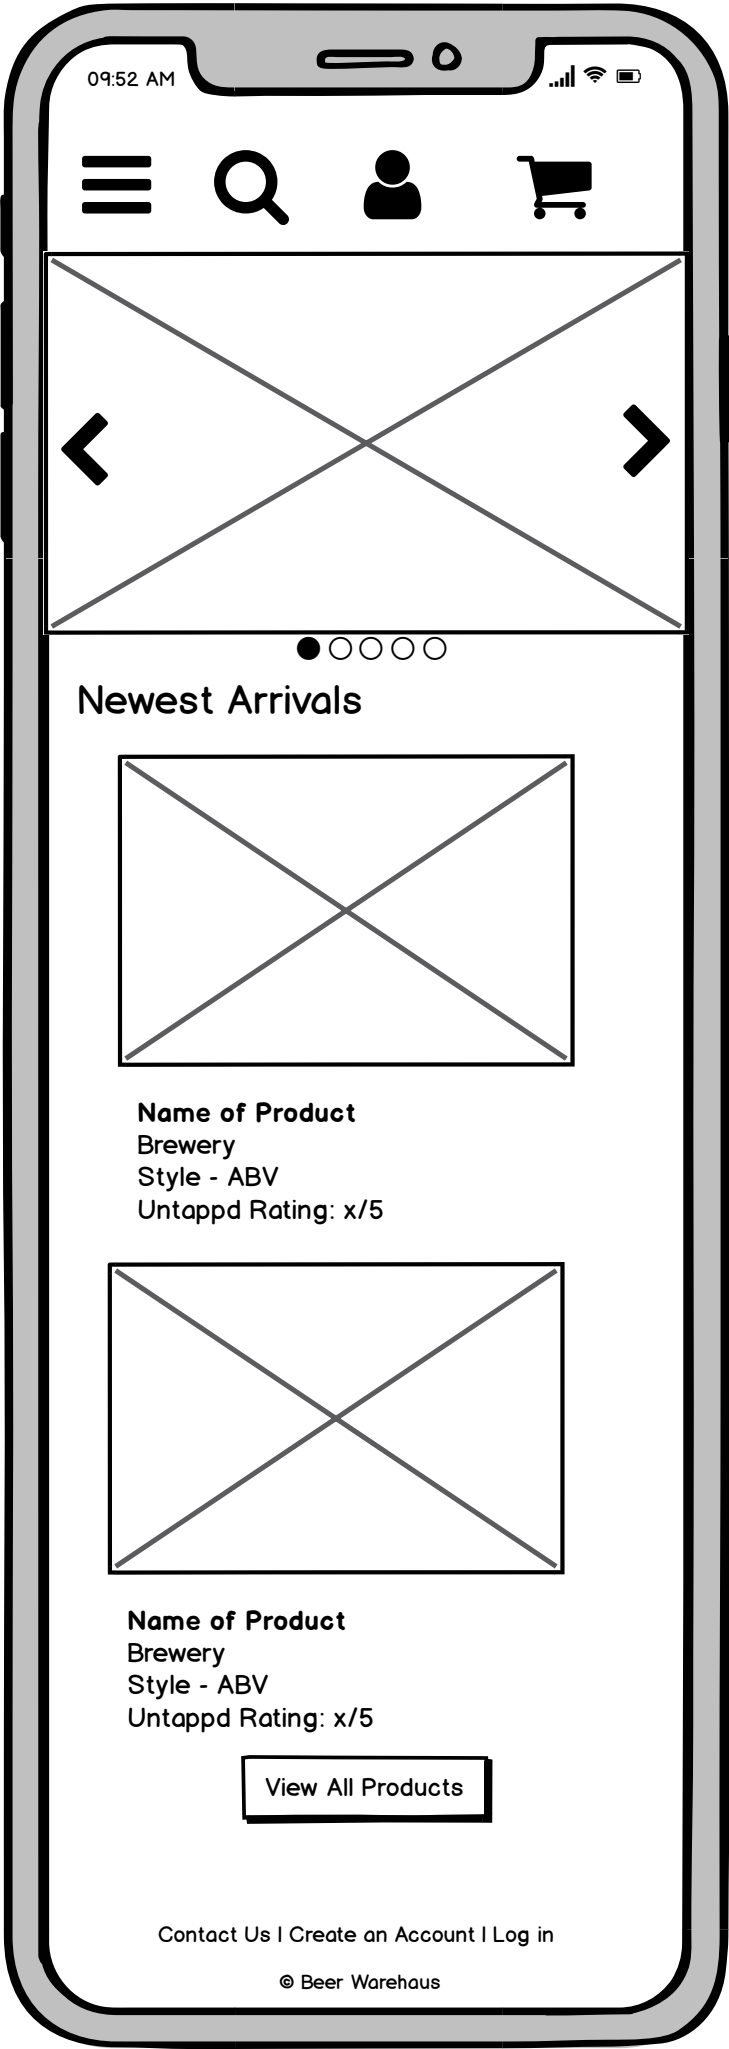 09:52 AM
Newest Arrivals
Name of Product
Brewery
Style - ABV
Untappd Rating: x/5
Name of Product
Brewery
Style - ABV
Untappd Rating: x/5
View All Products
Contact Us | Create an Account | Log in
© Beer Warehaus